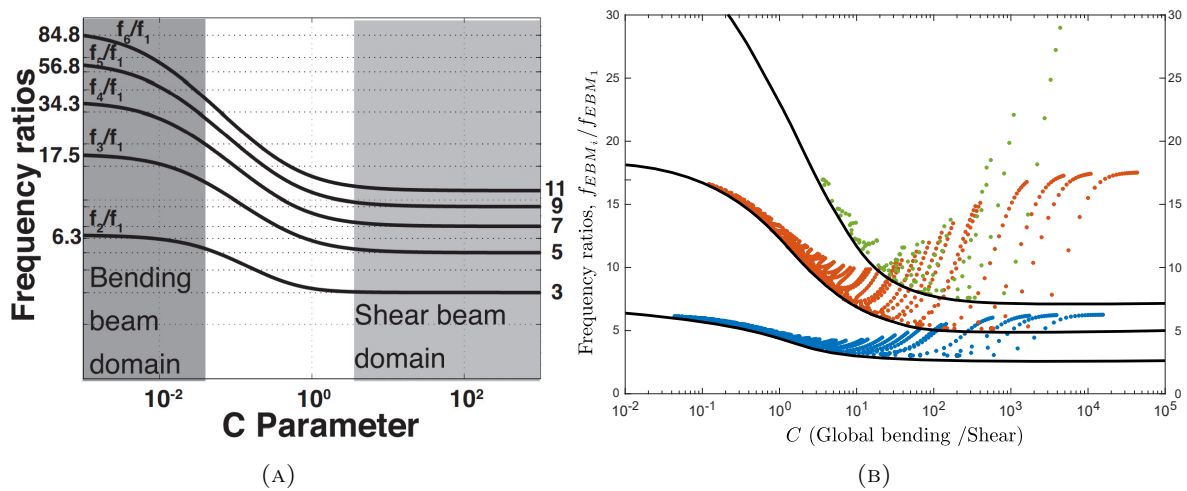 Frequency ratios
84.8
56.8
34.3
17.5
6.3
f6/f1
f5/f1
f4/f1
f3/f1
f2/f1
Bending
beam
domain
Shear beam
domain
11
9
7
5
3
10-2
100
102
C Parameter
(A)
Frequency ratios, fEBMi/fEBM1
30
25
20
15
10
5
0
30
25
20
15
10
5
0
10-2
10-1
100
101
102
103
104
105
C (Global bending /Shear)
(B)